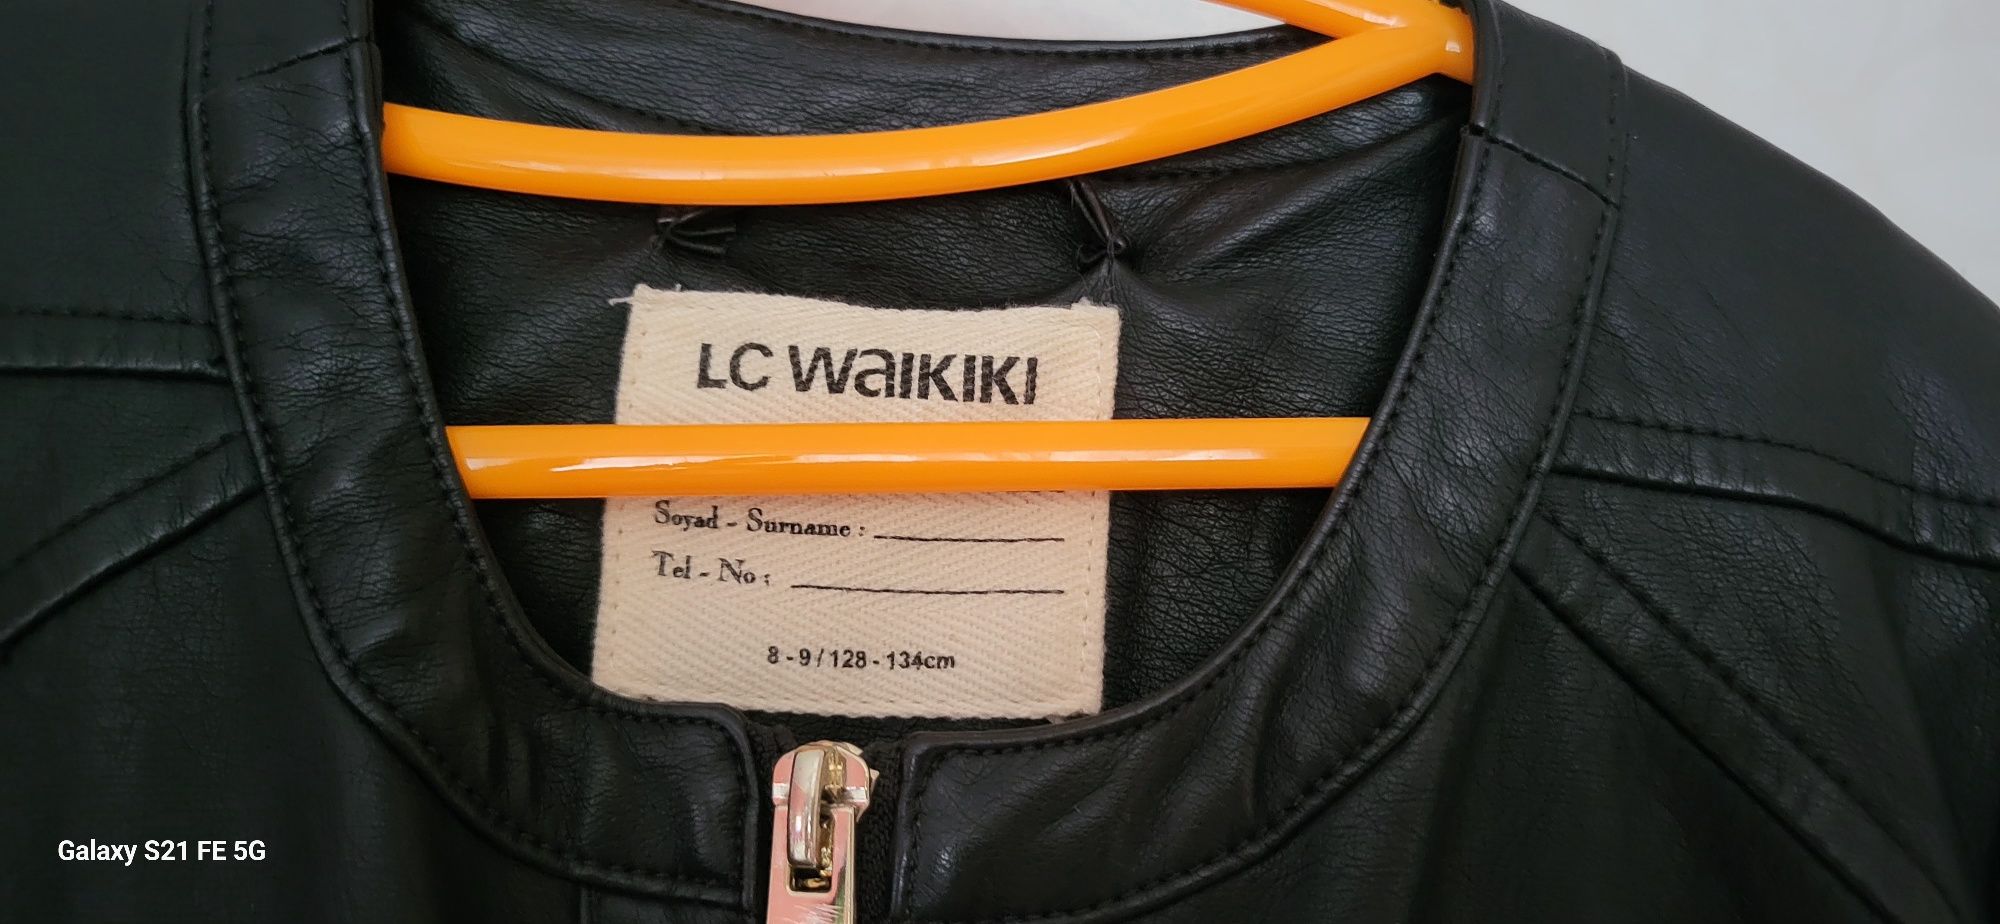 LC WAIKIKI
Soyad - Surname :
Tel - No :
8 - 9 / 128 - 134cm
Galaxy S21 FE 5G